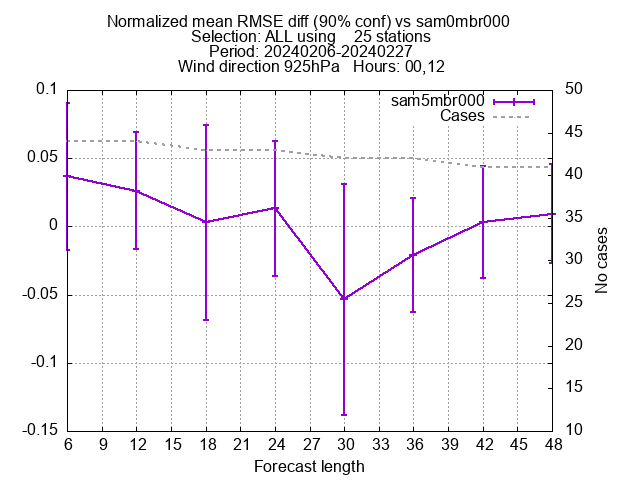 Normalized mean RMSE diff (90% conf) vs sam0mbr000
Selection: ALL using    25 stations
Period: 20240206-20240227
Wind direction 925hPa   Hours: 00,12
sam5mbr000
Cases
0.1
0.05
0
-0.05
-0.1
-0.15
50
45
40
35
30
25
20
15
10
No cases
6 9 12 15 18 21 24 27 30 33 36 39 42 45 48
Forecast length